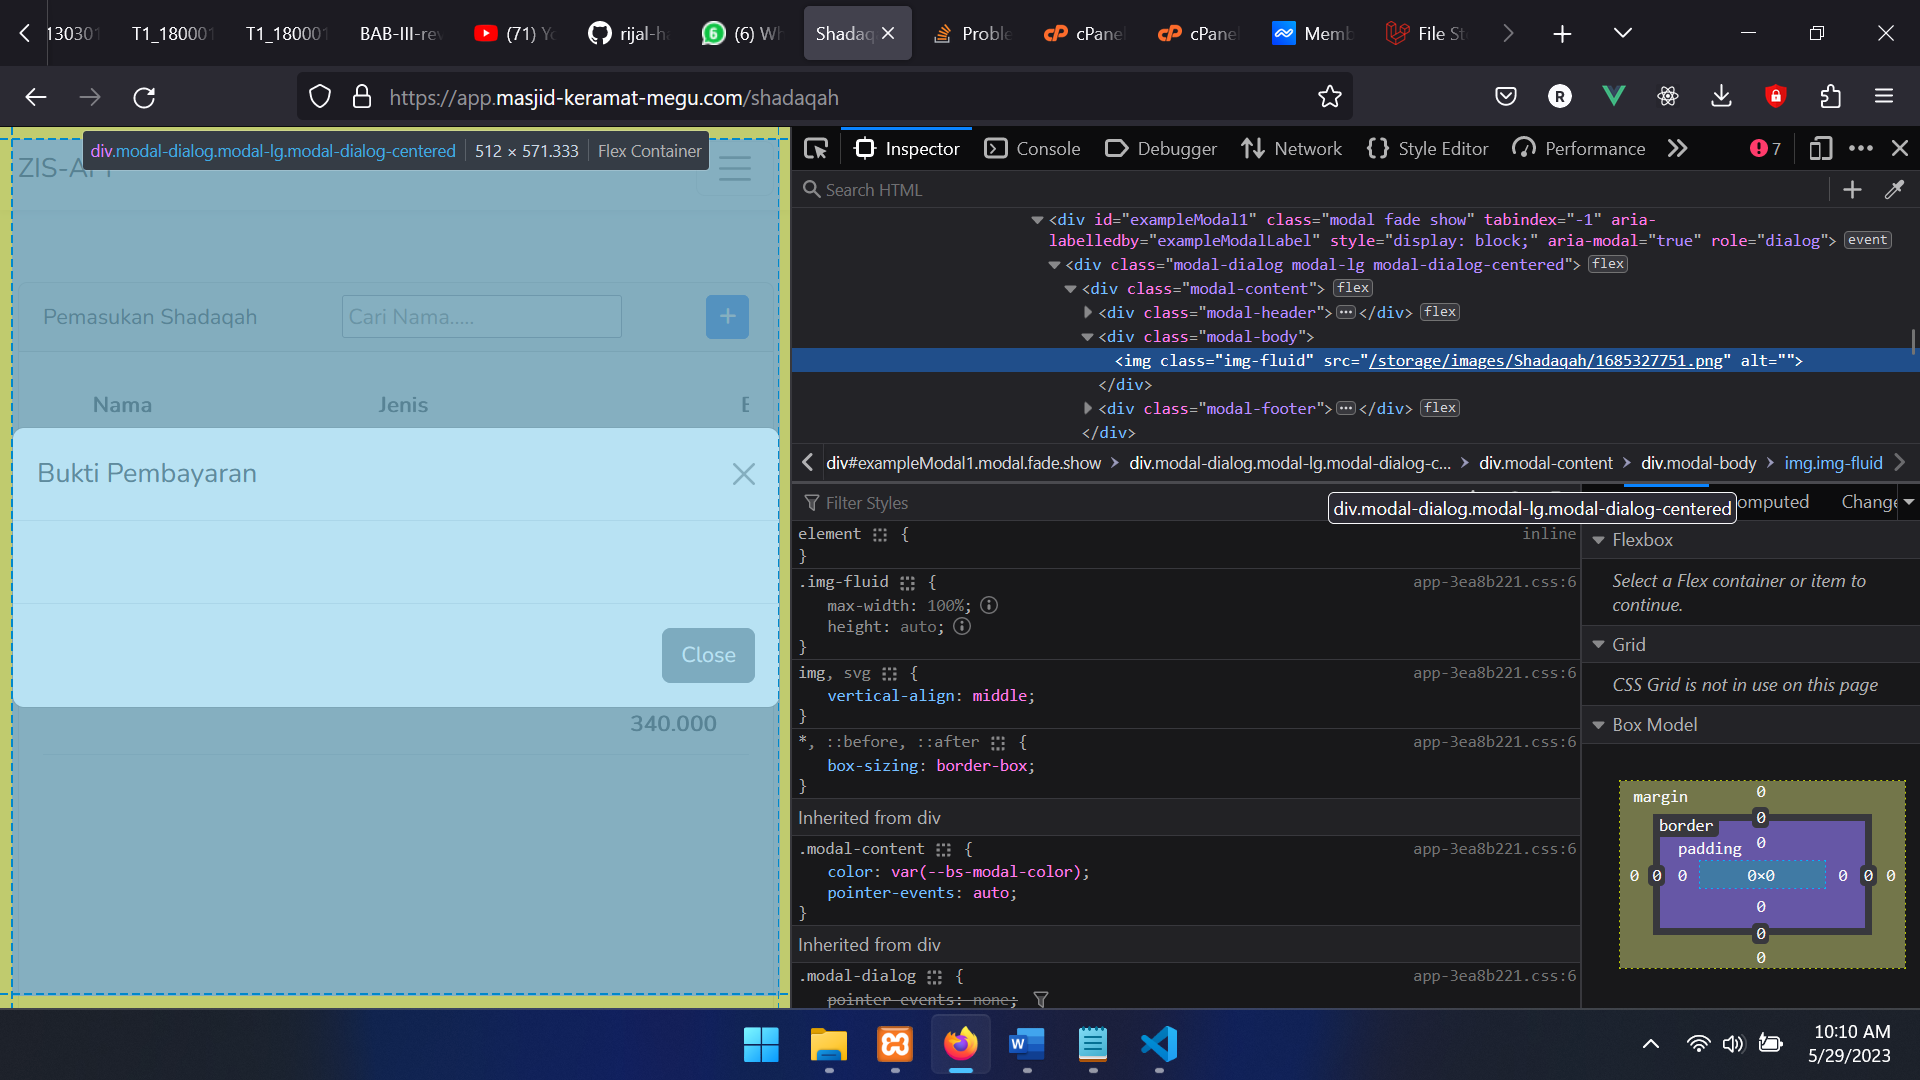 130301
T1_180001
T1_180001
BAB-III-rev
(71) Yo
rijal-ha
(6) Wh
Shadaq
Proble
cPanel
cPanel
Memb
File Sto
https://app.masjid-keramat-megu.com/shadaqah
div.modal-dialog.modal-lg.modal-dialog-centered 512 × 571.333 Flex Container
Pemasukan Shadaqah
Cari Nama.....
+
Nama Jenis
Bukti Pembayaran
Close
340.000
Inspector Console Debugger Network Style Editor Performance 7
Search HTML
<div id="exampleModal1" class="modal fade show" tabindex="-1" aria-
labelledby="exampleModalLabel" style="display: block;" aria-modal="true" role="dialog"> event
<div class="modal-dialog modal-lg modal-dialog-centered"> flex
<div class="modal-content"> flex
<div class="modal-header"> </div> flex
<div class="modal-body">
<img class="img-fluid" src="/storage/images/Shadaqah/1685327751.png" alt="">
</div>
<div class="modal-footer"> </div> flex
</div>
div#exampleModal1.modal.fade.show div.modal-dialog.modal-lg.modal-dialog-c... div.modal-content div.modal-body img.img-fluid
Filter Styles
div.modal-dialog.modal-lg.modal-dialog-centered
omputed
Change
element {
inline
}
.img-fluid {
app-3ea8b221.css:6
max-width: 100%;
height: auto;
}
img, svg {
app-3ea8b221.css:6
vertical-align: middle;
}
*, ::before, ::after {
app-3ea8b221.css:6
box-sizing: border-box;
}
Inherited from div
.modal-content {
app-3ea8b221.css:6
color: var(--bs-modal-color);
pointer-events: auto;
}
Inherited from div
.modal-dialog {
app-3ea8b221.css:6
pointer-events: none;
Flexbox
Select a Flex container or item to
continue.
Grid
CSS Grid is not in use on this page
Box Model
margin 0
border 0
padding 0
0 0 0 0×0 0 0 0
0
0
0
10:10 AM
5/29/2023